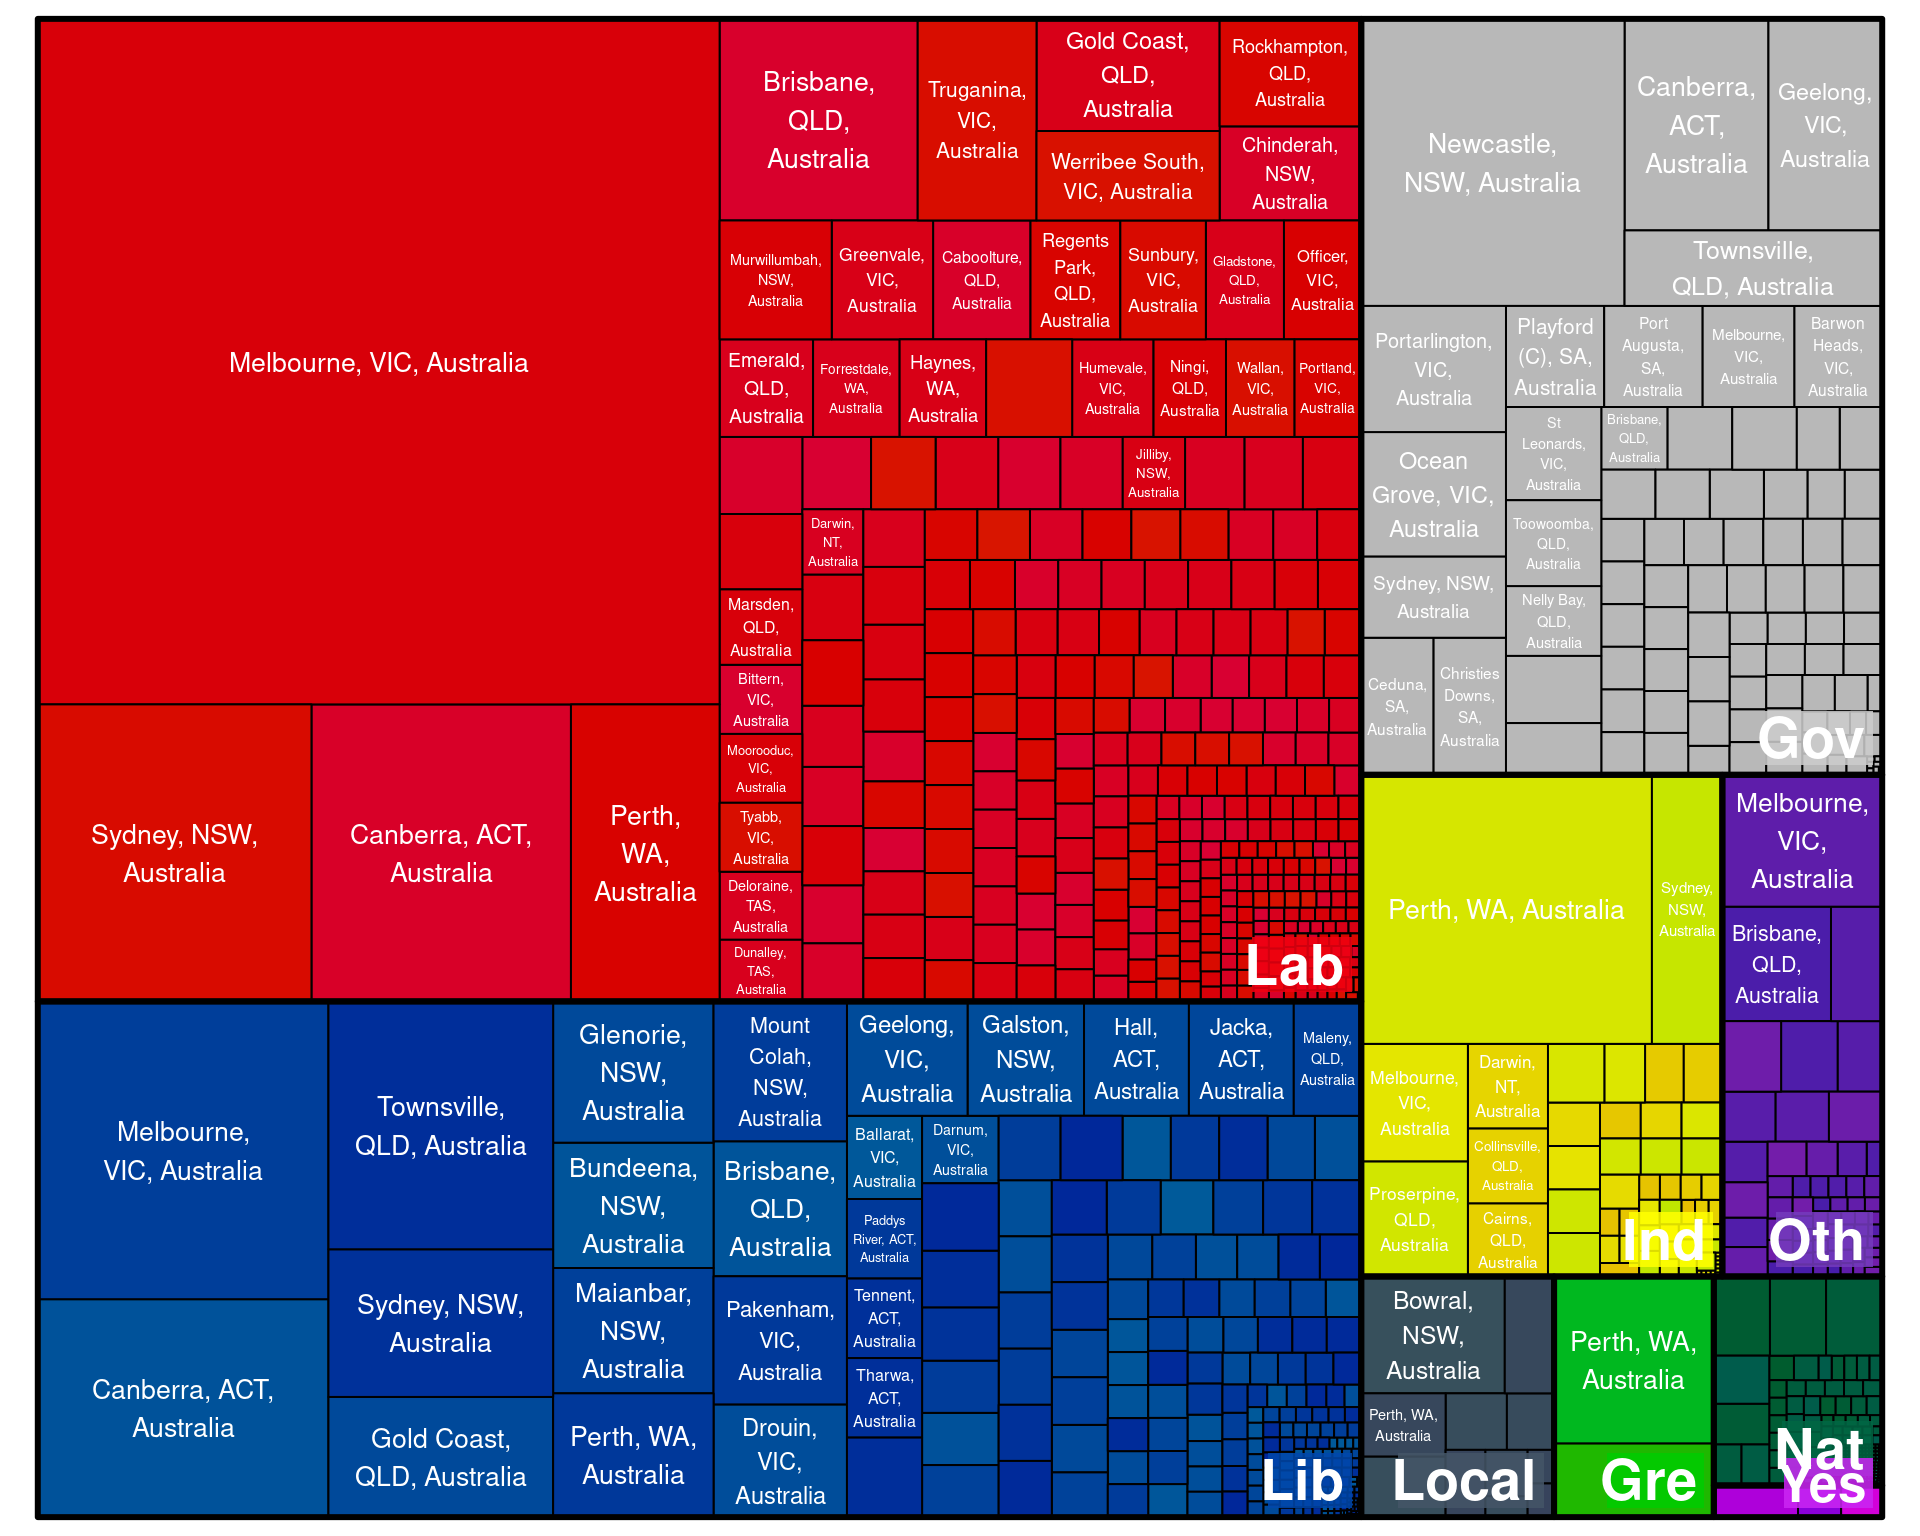 Melbourne, VIC, Australia
Sydney, NSW,
Australia
Canberra, ACT,
Australia
Perth,
WA,
Australia
Brisbane,
QLD,
Australia
Truganina,
VIC,
Australia
Gold Coast,
QLD,
Australia
Werribee South,
VIC, Australia
Rockhampton,
QLD,
Australia
Chinderah,
NSW,
Australia
Murwillumbah,
NSW,
Australia
Greenvale,
VIC,
Australia
Caboolture,
QLD,
Australia
Regents
Park,
QLD,
Australia
Sunbury,
VIC,
Australia
Gladstone,
QLD,
Australia
Officer,
VIC,
Australia
Emerald,
QLD,
Australia
Forrestdale,
WA,
Australia
Haynes,
WA,
Australia
Humevale,
VIC,
Australia
Ningi,
QLD,
Australia
Wallan,
VIC,
Australia
Portland,
VIC,
Australia
Jilliby,
NSW,
Australia
Darwin,
NT,
Australia
Marsden,
QLD,
Australia
Bittern,
VIC,
Australia
Moorooduc,
VIC,
Australia
Tyabb,
VIC,
Australia
Deloraine,
TAS,
Australia
Dunalley,
TAS,
Australia
Lab
Newcastle,
NSW, Australia
Canberra,
ACT,
Australia
Geelong,
VIC,
Australia
Townsville,
QLD, Australia
Portarlington,
VIC,
Australia
Playford
(C), SA,
Australia
Port
Augusta,
SA,
Australia
Melbourne,
VIC,
Australia
Barwon
Heads,
VIC,
Australia
Ocean
Grove, VIC,
Australia
St
Leonards,
VIC,
Australia
Brisbane,
QLD,
Australia
Toowoomba,
QLD,
Australia
Sydney, NSW,
Australia
Nelly Bay,
QLD,
Australia
Ceduna,
SA,
Australia
Christies
Downs,
SA,
Australia
Gov
Perth, WA, Australia
Sydney,
NSW,
Australia
Melbourne,
VIC,
Australia
Darwin,
NT,
Australia
Collinsville,
QLD,
Australia
Proserpine,
QLD,
Australia
Cairns,
QLD,
Australia
Ind
Melbourne,
VIC,
Australia
Brisbane,
QLD,
Australia
Oth
Melbourne,
VIC, Australia
Canberra, ACT,
Australia
Townsville,
QLD, Australia
Sydney, NSW,
Australia
Gold Coast,
QLD, Australia
Glenorie,
NSW,
Australia
Bundeena,
NSW,
Australia
Maianbar,
NSW,
Australia
Perth, WA,
Australia
Mount
Colah,
NSW,
Australia
Brisbane,
QLD,
Australia
Pakenham,
VIC,
Australia
Drouin,
VIC,
Australia
Geelong,
VIC,
Australia
Galston,
NSW,
Australia
Hall,
ACT,
Australia
Jacka,
ACT,
Australia
Maleny,
QLD,
Australia
Ballarat,
VIC,
Australia
Darnum,
VIC,
Australia
Paddys
River, ACT,
Australia
Tennent,
ACT,
Australia
Tharwa,
ACT,
Australia
Lib
Bowral,
NSW,
Australia
Perth, WA,
Australia
Local
Perth, WA,
Australia
Gre
Nat
Yes